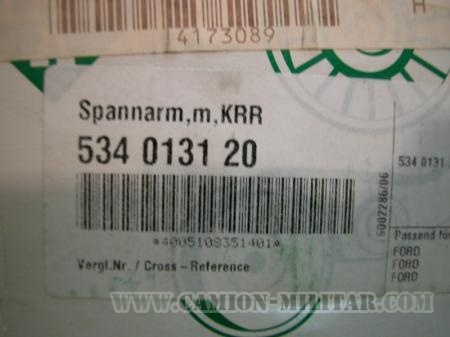 H
4173089
Spannarm,m,KRR
534 0131 20
*4005108351401*
Vergl.Nr. / Cross - Reference
6002286/06
534 0131
Passend fü
FORD
FORD
FORD
WWW.CAMION-MILITAR.COM